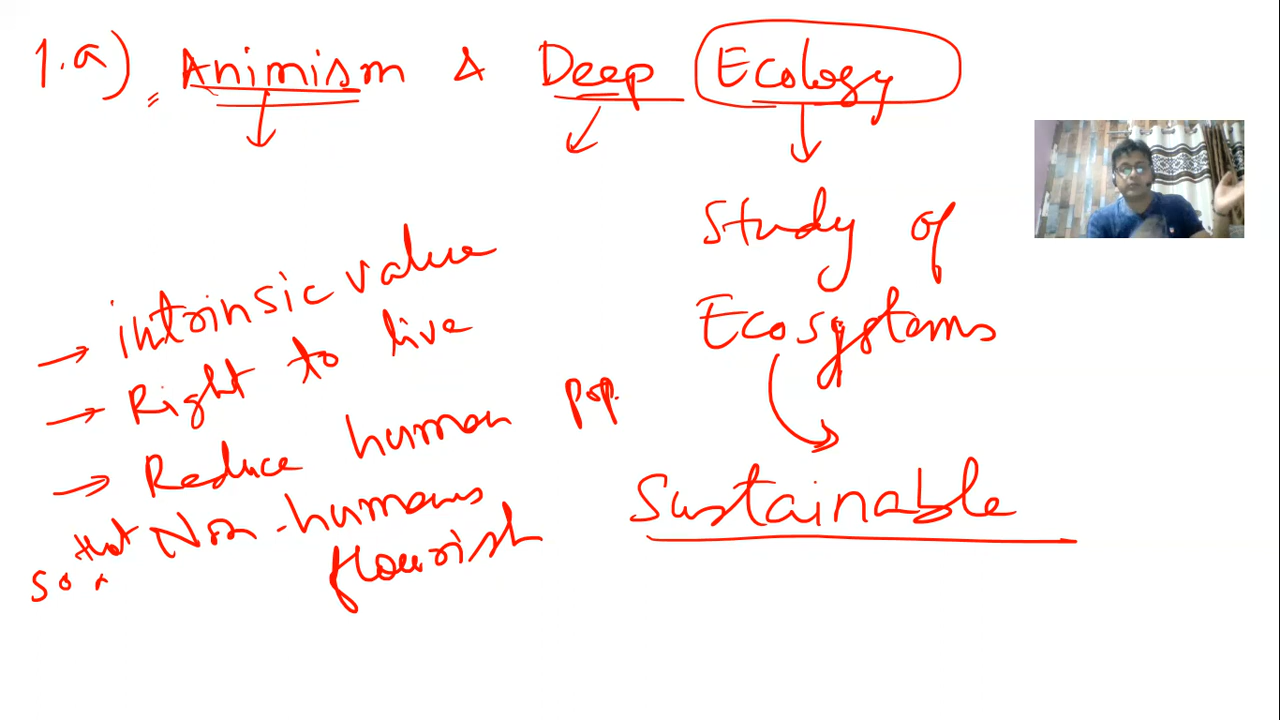 1.a) Animism & Deep Ecology
Study of
Ecosystems
Sustainable
→ intrinsic value
→ Right to live
→ Reduce human pop.
so that Non-humans
flourish